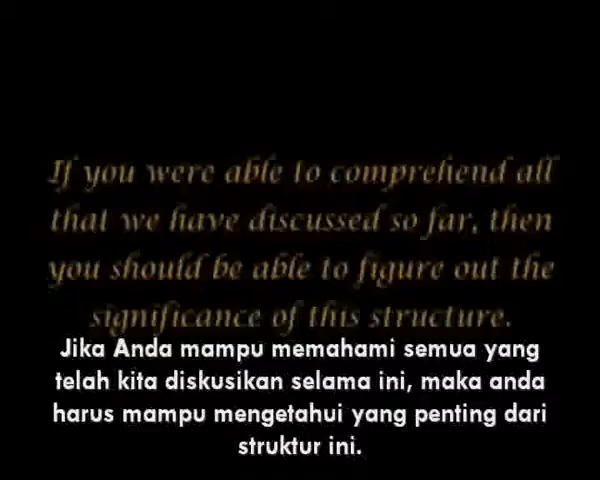 If you were able to comprehend all
that we have discussed so far, then
you should be able to figure out the
significance of this structure.
Jika Anda mampu memahami semua yang
telah kita diskusikan selama ini, maka anda
harus mampu mengetahui yang penting dari
struktur ini.